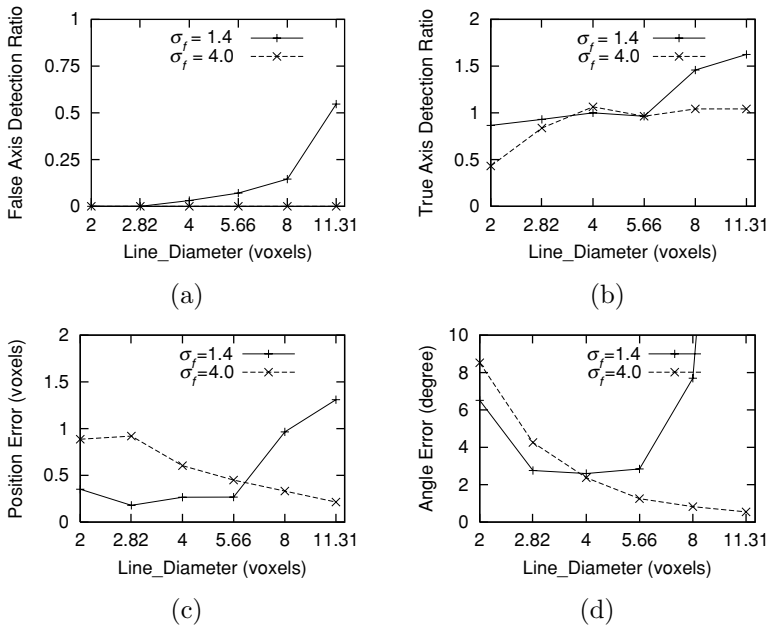 False Axis Detection Ratio
1
0.75
0.5
0.25
0
σf = 1.4
σf = 4.0
2 2.82 4 5.66 8 11.31
Line_Diameter (voxels)
(a)
True Axis Detection Ratio
2
1.5
1
0.5
0
σf = 1.4
σf = 4.0
2 2.82 4 5.66 8 11.31
Line_Diameter (voxels)
(b)
Position Error (voxels)
2
1.5
1
0.5
0
σf=1.4
σf=4.0
2 2.82 4 5.66 8 11.31
Line_Diameter (voxels)
(c)
Angle Error (degree)
10
8
6
4
2
0
σf=1.4
σf=4.0
2 2.82 4 5.66 8 11.31
Line_Diameter (voxels)
(d)